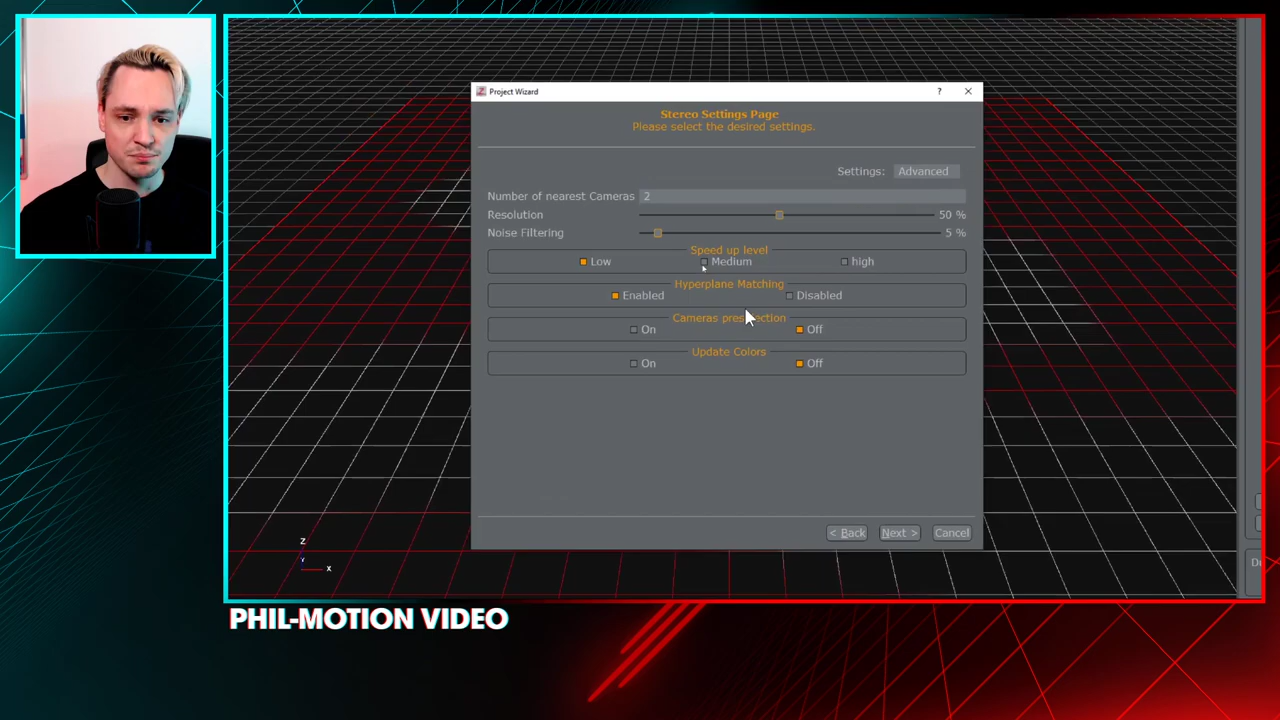 Project Wizard
?
Stereo Settings Page
Please select the desired settings.
Settings: Advanced
Number of nearest Cameras 2
Resolution 50 %
Noise Filtering 5 %
Speed up level
Low Medium high
Hyperplane Matching
Enabled Disabled
Cameras
On Off
Update Colors
On Off
< Back Next > Cancel
Z
Y
X
PHIL-MOTION VIDEO